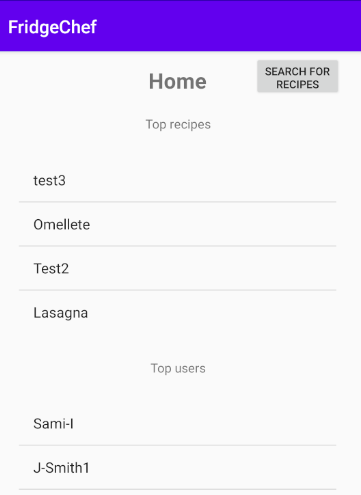 FridgeChef
Home
SEARCH FOR
RECIPES
Top recipes
test3
Omellete
Test2
Lasagna
Top users
Sami-I
J-Smith1